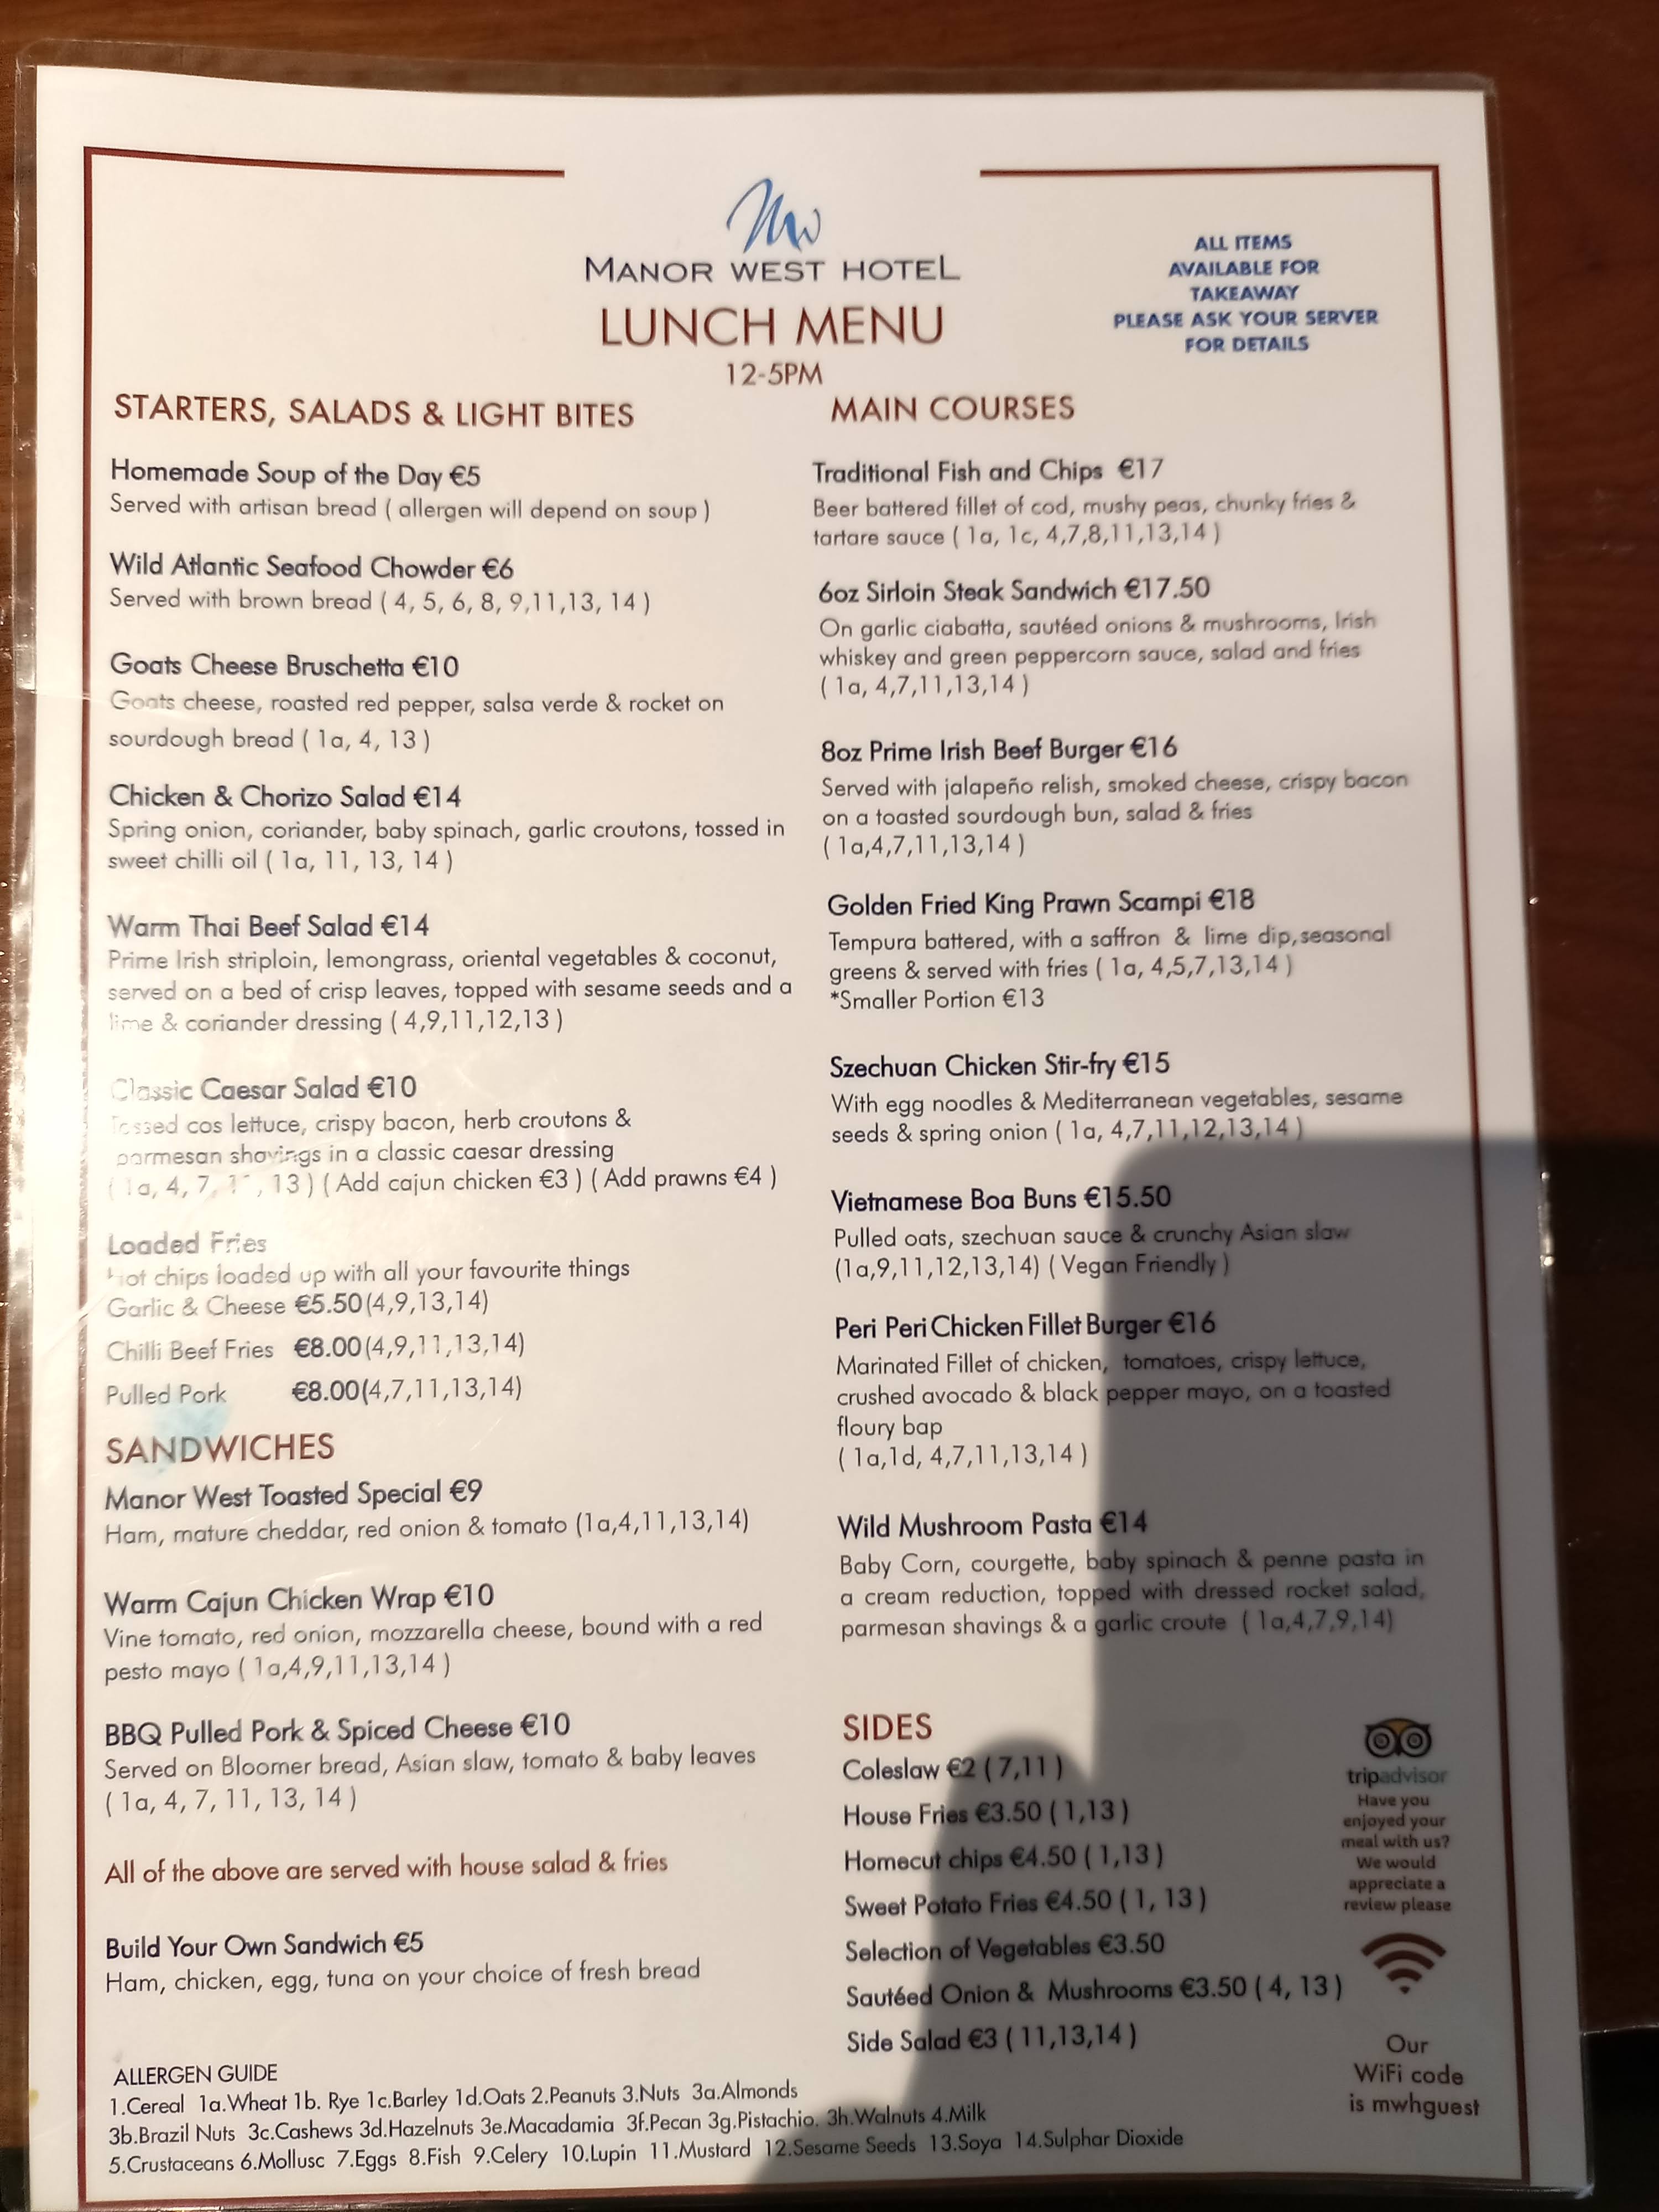 MANOR WEST HOTEL
LUNCH MENU
12-5PM
ALL ITEMS
AVAILABLE FOR
TAKEAWAY
PLEASE ASK YOUR SERVER
FOR DETAILS
STARTERS, SALADS & LIGHT BITES
Homemade Soup of the Day €5
Served with artisan bread ( allergen will depend on soup )
Wild Atlantic Seafood Chowder €6
Served with brown bread ( 4, 5, 6, 8, 9,11,13, 14 )
Goats Cheese Bruschetta €10
Goats cheese, roasted red pepper, salsa verde & rocket on
sourdough bread ( 1a, 4, 13 )
Chicken & Chorizo Salad €14
Spring onion, coriander, baby spinach, garlic croutons, tossed in
sweet chilli oil ( 1a, 11, 13, 14 )
Warm Thai Beef Salad €14
Prime Irish striploin, lemongrass, oriental vegetables & coconut,
served on a bed of crisp leaves, topped with sesame seeds and a
lime & coriander dressing ( 4,9,11,12,13 )
Classic Caesar Salad €10
Tossed cos lettuce, crispy bacon, herb croutons &
parmesan shavings in a classic caesar dressing
( 1a, 4, 7, 13 ) ( Add cajun chicken €3 ) ( Add prawns €4 )
Loaded Fries
Hot chips loaded up with all your favourite things
Garlic & Cheese €5.50(4,9,13,14)
Chilli Beef Fries €8.00(4,9,11,13,14)
Pulled Pork €8.00(4,7,11,13,14)
SANDWICHES
Manor West Toasted Special €9
Ham, mature cheddar, red onion & tomato (1a,4,11,13,14)
Warm Cajun Chicken Wrap €10
Vine tomato, red onion, mozzarella cheese, bound with a red
pesto mayo ( 1a,4,9,11,13,14 )
BBQ Pulled Pork & Spiced Cheese €10
Served on Bloomer bread, Asian slaw, tomato & baby leaves
( 1a, 4, 7, 11, 13, 14 )
All of the above are served with house salad & fries
Build Your Own Sandwich €5
Ham, chicken, egg, tuna on your choice of fresh bread
MAIN COURSES
Traditional Fish and Chips €17
Beer battered fillet of cod, mushy peas, chunky fries &
tartare sauce ( 1a, 1c, 4,7,8,11,13,14 )
6oz Sirloin Steak Sandwich €17.50
On garlic ciabatta, sautéed onions & mushrooms, Irish
whiskey and green peppercorn sauce, salad and fries
( 1a, 4,7,11,13,14 )
8oz Prime Irish Beef Burger €16
Served with jalapeño relish, smoked cheese, crispy bacon
on a toasted sourdough bun, salad & fries
( 1a,4,7,11,13,14 )
Golden Fried King Prawn Scampi €18
Tempura battered, with a saffron & lime dip,seasonal
greens & served with fries ( 1a, 4,5,7,13,14 )
*Smaller Portion €13
Szechuan Chicken Stir-fry €15
With egg noodles & Mediterranean vegetables, sesame
seeds & spring onion ( 1a, 4,7,11,12,13,14 )
Vietnamese Boa Buns €15.50
Pulled oats, szechuan sauce & crunchy Asian slaw
(1a,9,11,12,13,14) ( Vegan Friendly )
Peri Peri Chicken Fillet Burger €16
Marinated Fillet of chicken, tomatoes, crispy lettuce,
crushed avocado & black pepper mayo, on a toasted
floury bap
( 1a,1d, 4,7,11,13,14 )
Wild Mushroom Pasta €14
Baby Corn, courgette, baby spinach & penne pasta in
a cream reduction, topped with dressed rocket salad,
parmesan shavings & a garlic croute ( 1a,4,7,9,14)
SIDES
Coleslaw €2 ( 7,11 )
House Fries €3.50 ( 1,13 )
Homecut chips €4.50 ( 1,13 )
Sweet Potato Fries €4.50 ( 1, 13 )
Selection of Vegetables €3.50
Sautéed Onion & Mushrooms €3.50 ( 4, 13 )
Side Salad €3 ( 11,13,14 )
tripadvisor
Have you
enjoyed your
meal with us?
We would
appreciate a
review please
Our
WiFi code
is mwhguest
ALLERGEN GUIDE
1.Cereal 1a.Wheat 1b. Rye 1c.Barley 1d.Oats 2.Peanuts 3.Nuts 3a.Almonds
3b.Brazil Nuts 3c.Cashews 3d.Hazelnuts 3e.Macadamia 3f.Pecan 3g.Pistachio. 3h.Walnuts 4.Milk
5.Crustaceans 6.Mollusc 7.Eggs 8.Fish 9.Celery 10.Lupin 11.Mustard 12.Sesame Seeds 13.Soya 14.Sulphar Dioxide